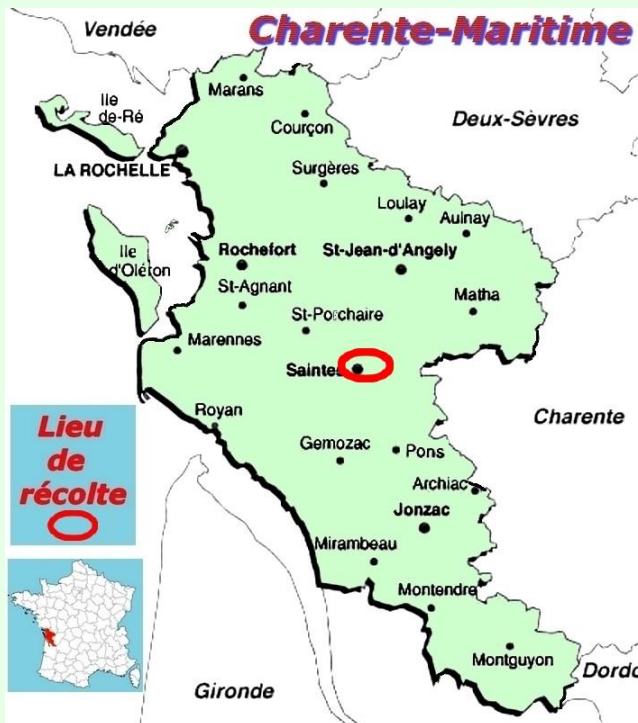 Charente-Maritime
Vendée
Marans
Ile
de-Ré
Courçon
Deux-Sèvres
LA ROCHELLE
Surgères
Loulay
Aulnay
Ile
d'Oléron
Rochefort
St-Jean-d'Angely
St-Agnant
Matha
St-Porchaire
Marennes
Saintes
Royan
Charente
Lieu
de
récolte
Gemozac
Pons
Archiac
Jonzac
Mirambeau
Montendre
Montguyon
Gironde
Dordo